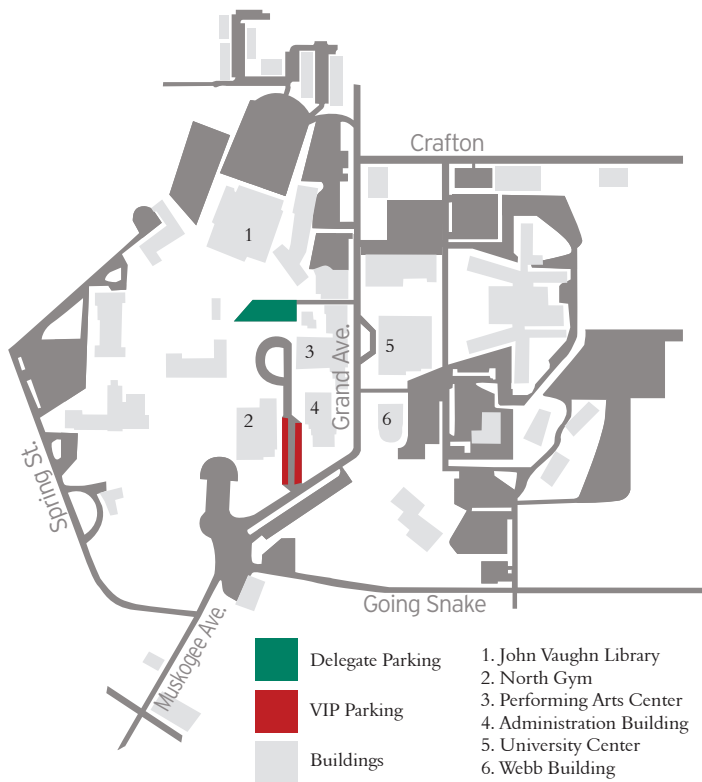 Crafton
1
Grand Ave.
3
5
4
2
6
Spring St.
Going Snake
Muskogee Ave.
Delegate Parking
VIP Parking
Buildings
1. John Vaughn Library
2. North Gym
3. Performing Arts Center
4. Administration Building
5. University Center
6. Webb Building